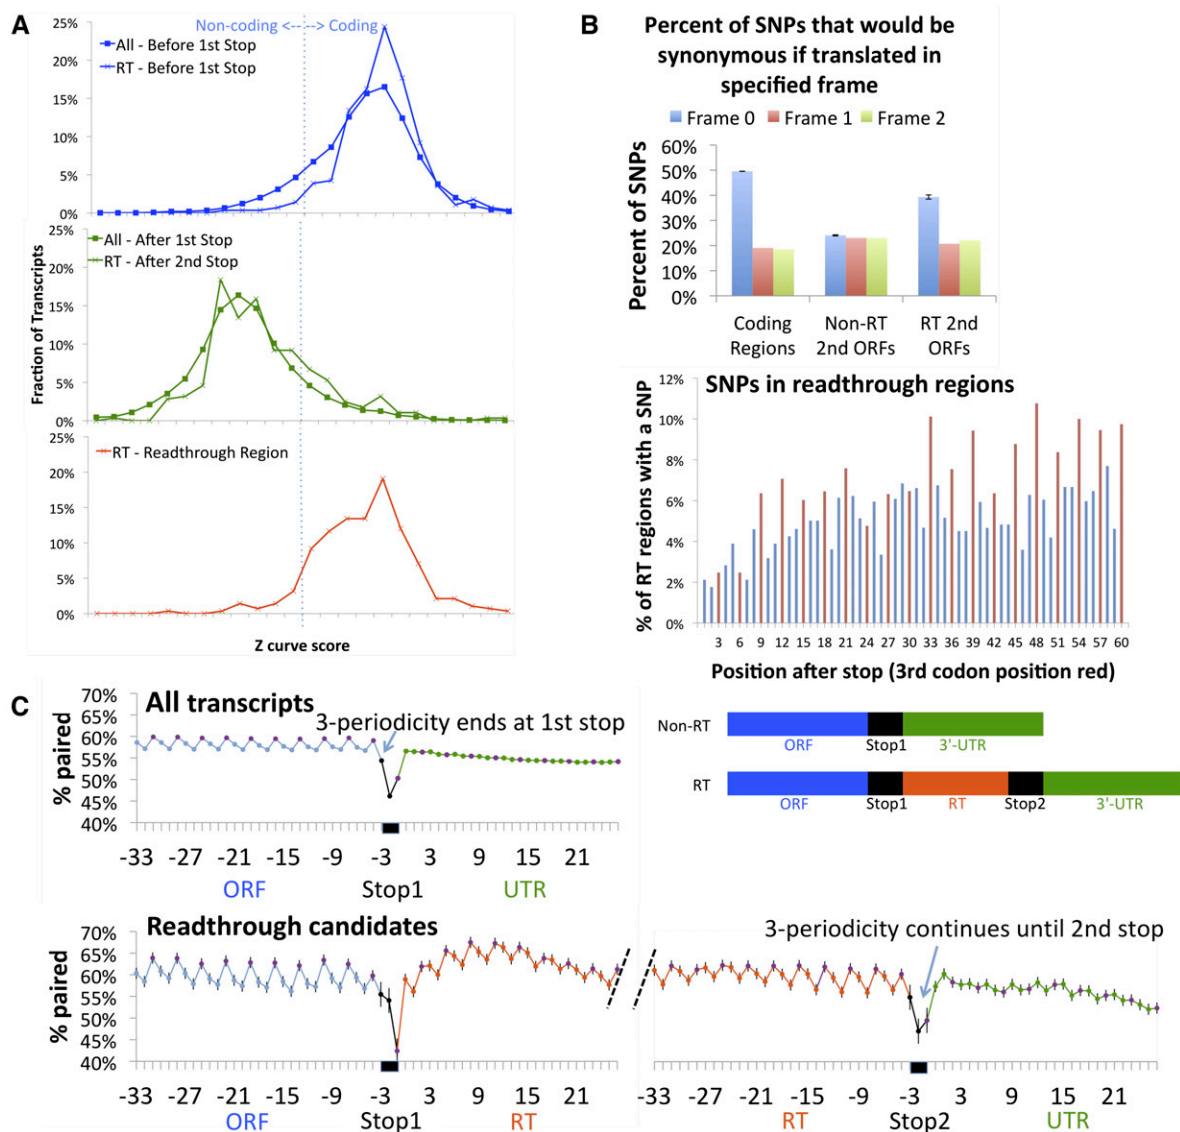 A
Non-coding <-- --> Coding
All - Before 1st Stop
RT - Before 1st Stop
25%
20%
15%
10%
5%
0%
All - After 1st Stop
RT - After 2nd Stop
25%
20%
15%
10%
5%
0%
RT - Readthrough Region
25%
20%
15%
10%
5%
0%
Fraction of Transcripts
Z curve score
B
Percent of SNPs that would be
synonymous if translated in
specified frame
Frame 0 Frame 1 Frame 2
Percent of SNPs
60%
50%
40%
30%
20%
10%
0%
Coding Regions
Non-RT 2nd ORFs
RT 2nd ORFs
SNPs in readthrough regions
% of RT regions with a SNP
12%
10%
8%
6%
4%
2%
0%
3 6 9 12 15 18 21 24 27 30 33 36 39 42 45 48 51 54 57 60
Position after stop (3rd codon position red)
C
All transcripts
3-periodicity ends at 1st stop
% paired
70%
65%
60%
55%
50%
45%
40%
-33 -27 -21 -15 -9 -3 3 9 15 21
ORF Stop1 UTR
Non-RT
ORF Stop1 3'-UTR
RT
ORF Stop1 RT Stop2 3'-UTR
Readthrough candidates
3-periodicity continues until 2nd stop
% paired
70%
65%
60%
55%
50%
45%
40%
-33 -27 -21 -15 -9 -3 3 9 15 21
ORF Stop1 RT
-33 -27 -21 -15 -9 -3 3 9 15 21
RT Stop2 UTR